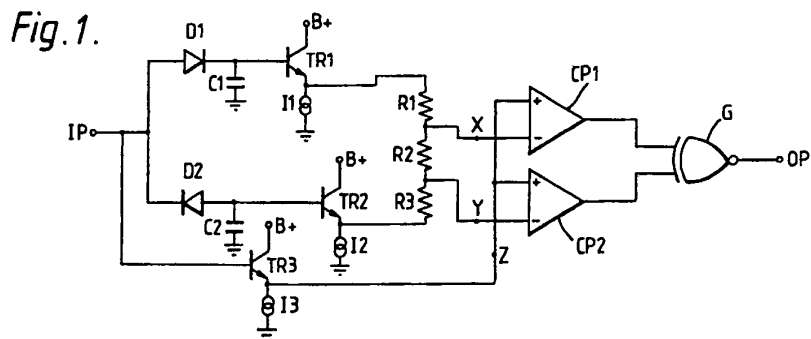 Fig.1.
D1
B+
TR1
C1
I1
R1
CP1
IP
X
G
R2
OP
D2
B+
TR2
R3
Y
C2
B+
I2
CP2
TR3
Z
I3
+
−
+
−